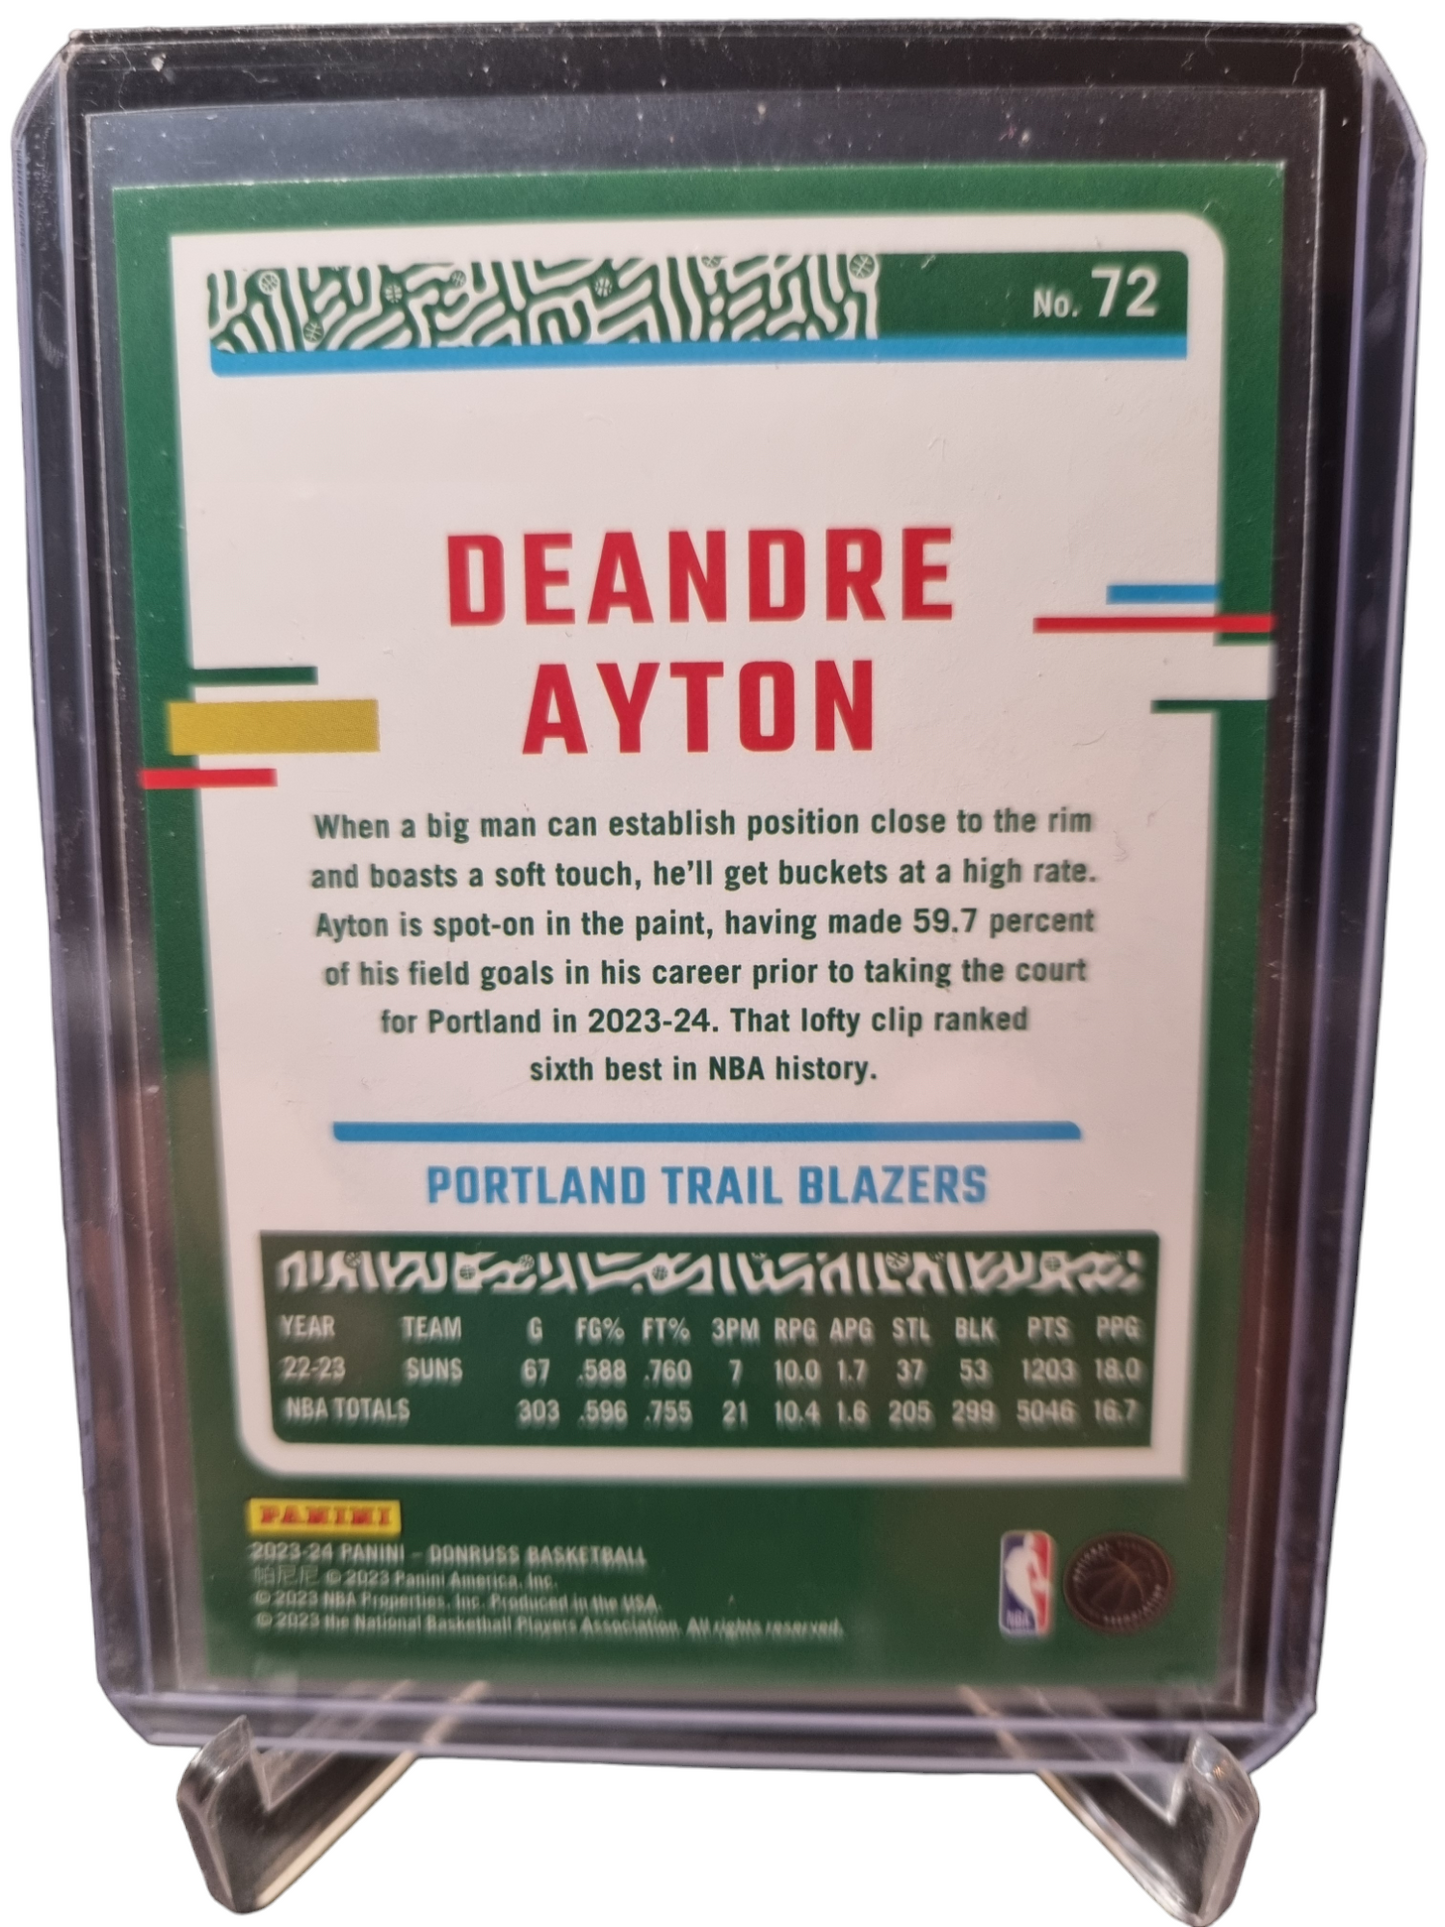 No. 72
DEANDRE
AYTON
When a big man can establish position close to the rim
and boasts a soft touch, he'll get buckets at a high rate.
Ayton is spot-on in the paint, having made 59.7 percent
of his field goals in his career prior to taking the court
for Portland in 2023-24. That lofty clip ranked
sixth best in NBA history.
PORTLAND TRAIL BLAZERS
YEAR TEAM G FG% FT% 3PM RPG APG STL BLK PTS PPG
22-23 SUNS 67 .588 .760 7 10.0 1.7 37 53 1203 18.0
NBA TOTALS 303 .596 .755 21 10.4 1.6 205 299 5046 16.7
PANINI
2023-24 PANINI - DONRUSS BASKETBALL
帕尼尼 © 2023 Panini America, Inc.
© 2023 NBA Properties, Inc. Produced in the USA.
© 2023 the National Basketball Players Association. All rights reserved.
NBA